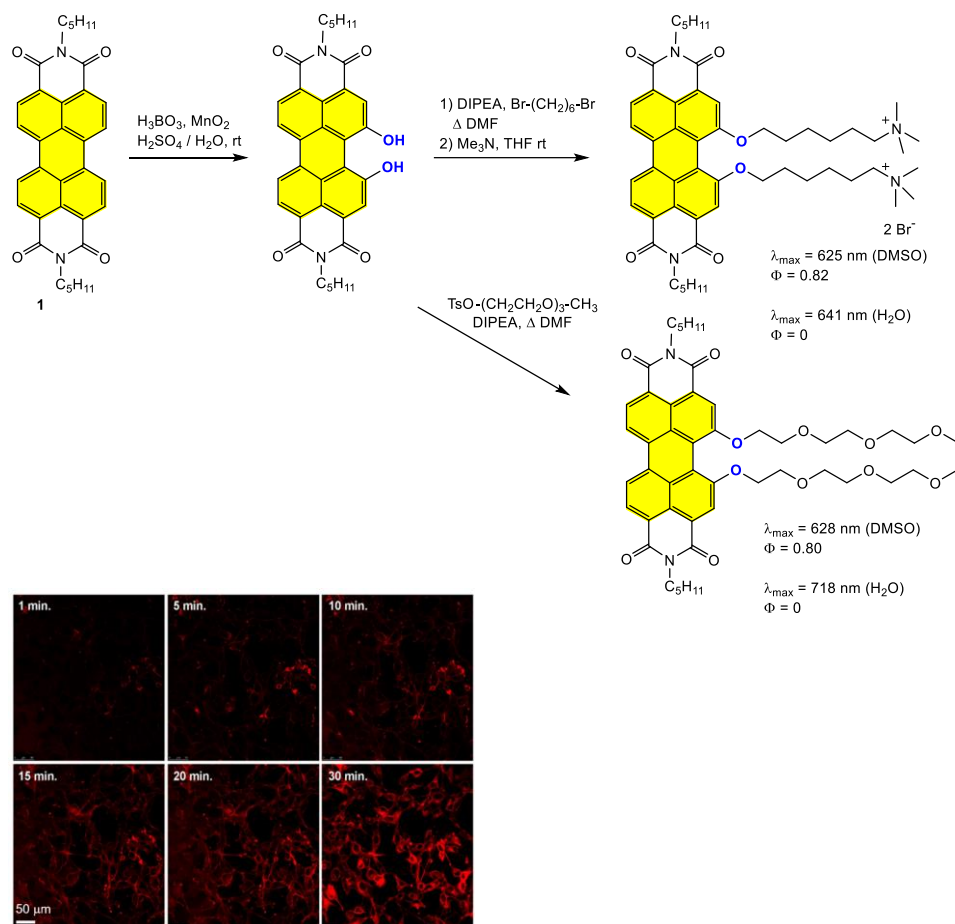 C₅H₁₁
O N O
O N O
C₅H₁₁
1
H₃BO₃, MnO₂
H₂SO₄ / H₂O, rt
C₅H₁₁
O N O
OH
OH
O N O
C₅H₁₁
1) DIPEA, Br-(CH₂)₆-Br
Δ DMF
2) Me₃N, THF rt
C₅H₁₁
O N O
O N+
O N+
2 Br⁻
O N O
C₅H₁₁
λmax = 625 nm (DMSO)
Φ = 0.82
λmax = 641 nm (H₂O)
Φ = 0
TsO-(CH₂CH₂O)₃-CH₃
DIPEA, Δ DMF
C₅H₁₁
O N O
O O O O
O O O O
O N O
C₅H₁₁
λmax = 628 nm (DMSO)
Φ = 0.80
λmax = 718 nm (H₂O)
Φ = 0
1 min.
5 min.
10 min.
15 min.
20 min.
30 min.
50 μm